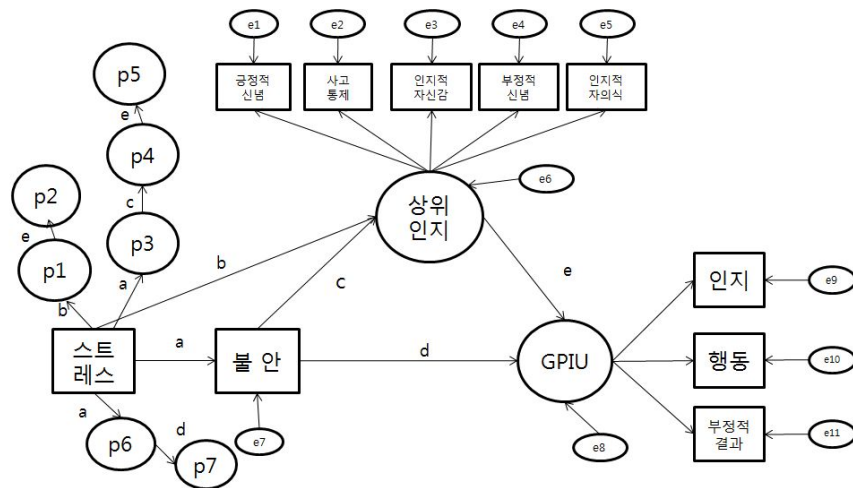 e1
e2
e3
e4
e5
긍정적
신념
사고
통제
인지적
자신감
부정적
신념
인지적
자의식
p5
e
p4
e6
p2
c
상위
인지
e
p3
p1
b
a
b
c
e
인지
e9
스트
레스
a
불 안
d
GPIU
행동
e10
a
p6
d
p7
e7
e8
부정적
결과
e11